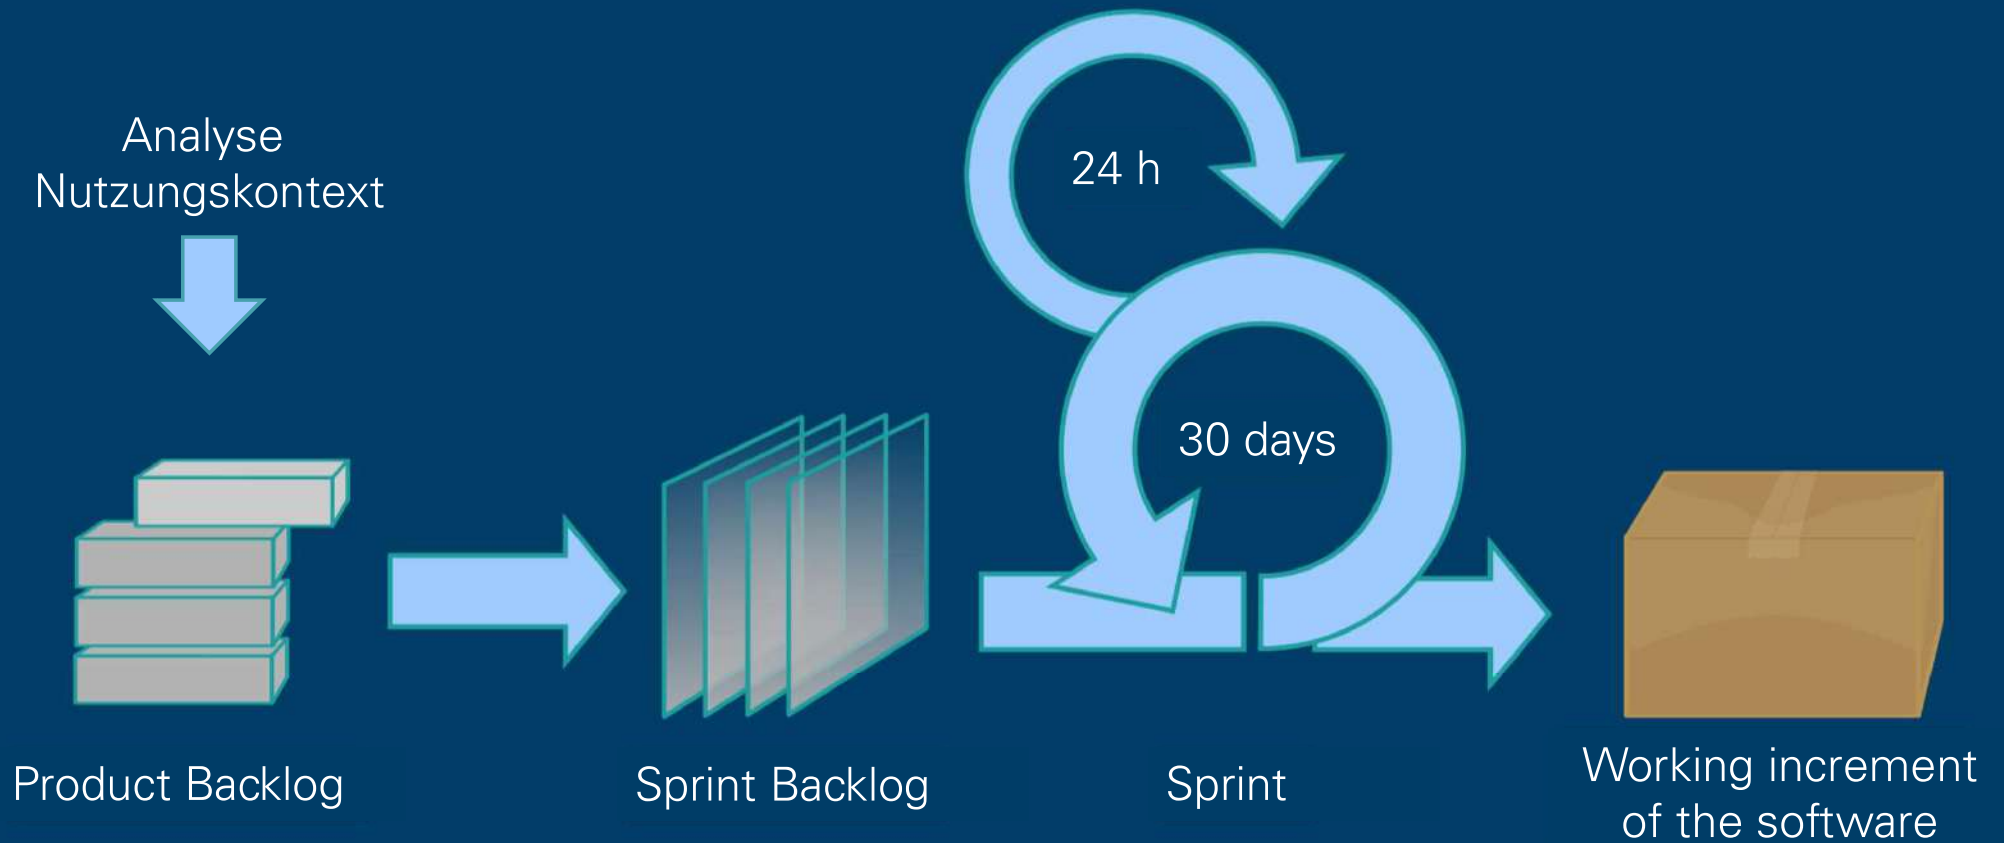 Analyse
Nutzungskontext
24 h
30 days
Product Backlog
Sprint Backlog
Sprint
Working increment
of the software